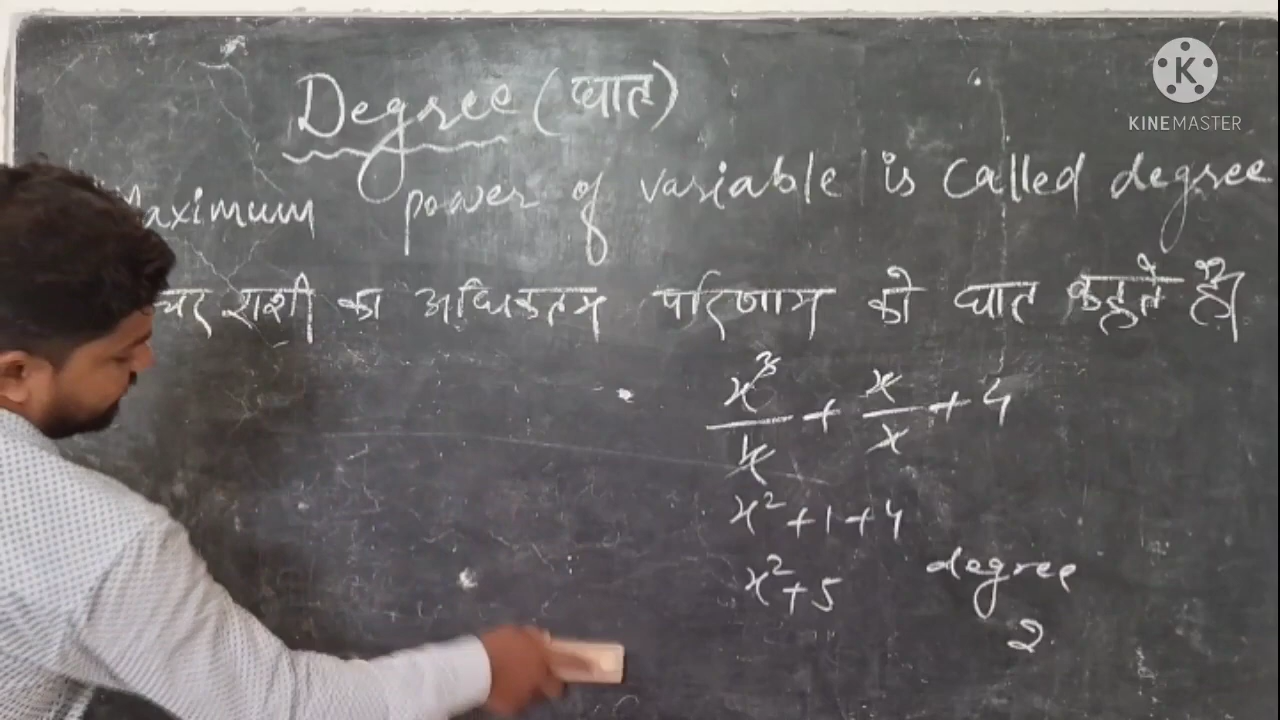 KINEMASTER
Degree (घात)
Maximum power of variable is called degree
चर राशी का अधिकतम परिणाम को घात कहते हैं।
x³/x + x/x + 4
x² + 1 + 4
x² + 5 degree
2